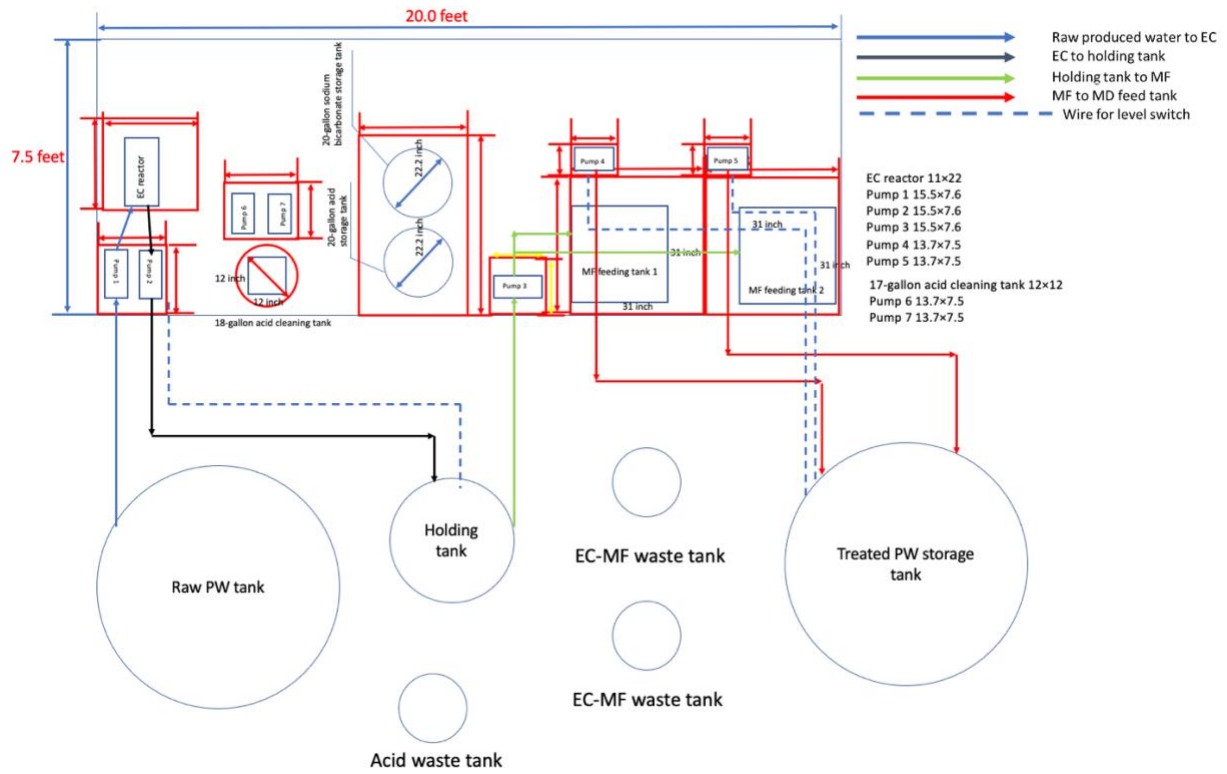 20.0 feet
Raw produced water to EC
EC to holding tank
Holding tank to MF
MF to MD feed tank
Wire for level switch
7.5 feet
20-gallon sodium
bicarbonate storage tank
20-gallon acid
storage tank
22.2 inch
22.2 inch
EC reactor
Pump 1
Pump 2
Pump 6
Pump 7
12 inch
12 inch
18-gallon acid cleaning tank
Pump 3
Pump 4
Pump 5
31 inch
MF feeding tank 1
31 inch
31 inch
31 inch
MF feeding tank 2
EC reactor 11×22
Pump 1 15.5×7.6
Pump 2 15.5×7.6
Pump 3 15.5×7.6
Pump 4 13.7×7.5
Pump 5 13.7×7.5
17-gallon acid cleaning tank 12×12
Pump 6 13.7×7.5
Pump 7 13.7×7.5
Raw PW tank
Holding
tank
EC-MF waste tank
EC-MF waste tank
Treated PW storage
tank
Acid waste tank